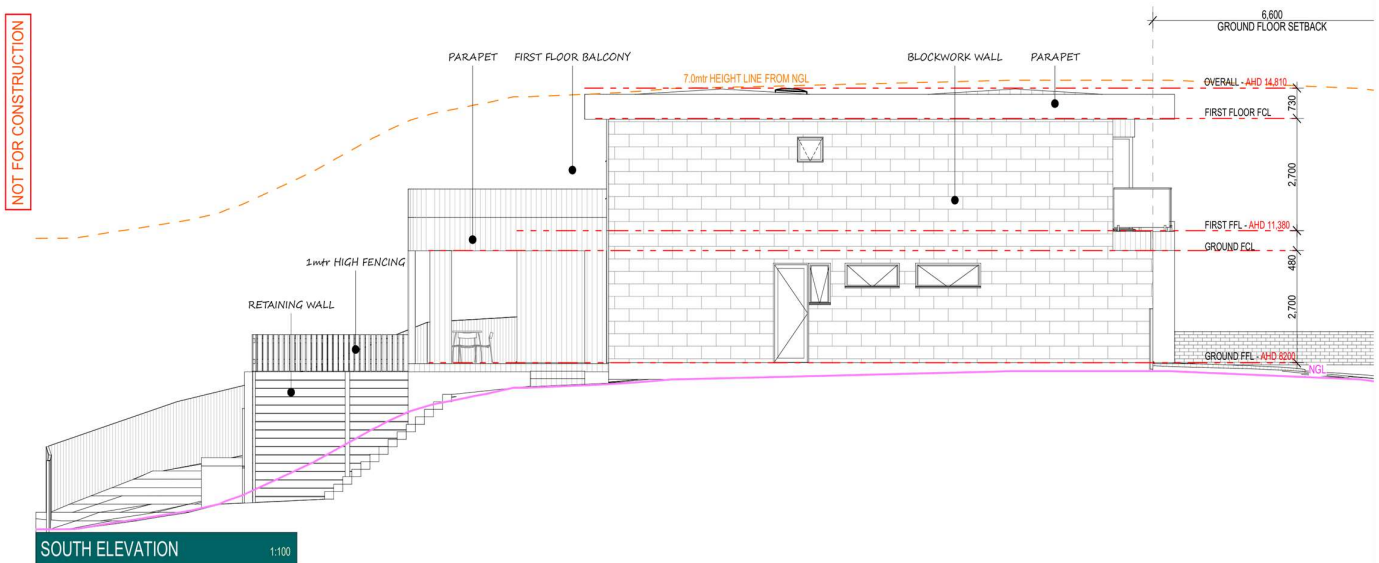 NOT FOR CONSTRUCTION
6,600
GROUND FLOOR SETBACK
PARAPET
FIRST FLOOR BALCONY
BLOCKWORK WALL
PARAPET
7.0mtr HEIGHT LINE FROM NGL
OVERALL - AHD 14,810
730
FIRST FLOOR FCL
2,700
FIRST FFL - AHD 11,380
GROUND FCL
480
1mtr HIGH FENCING
RETAINING WALL
2,700
GROUND FFL - AHD 8200
NGL
SOUTH ELEVATION
1:100